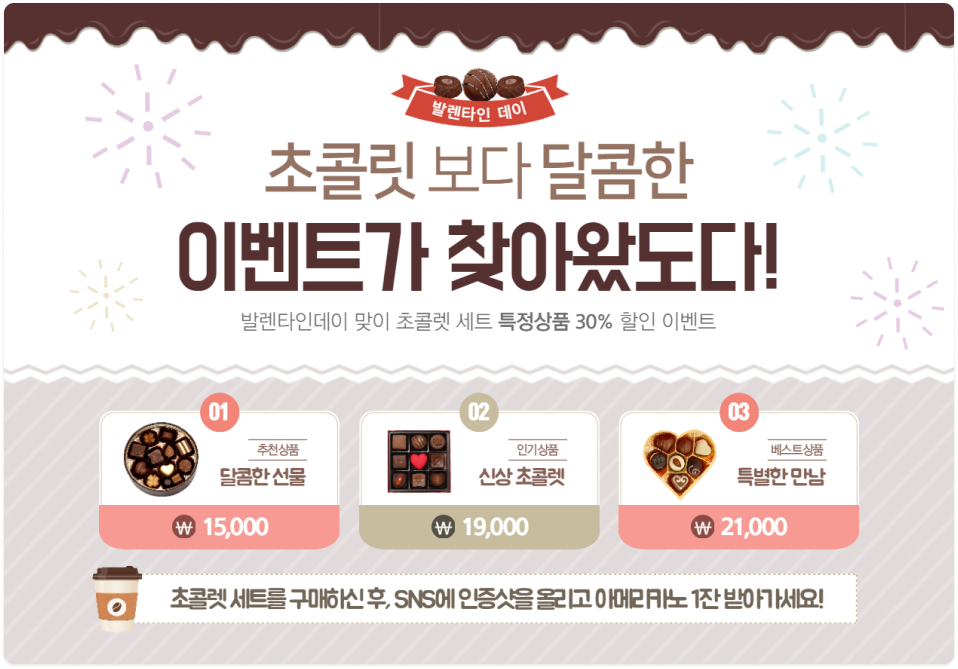 발렌타인 데이
초콜릿 보다 달콤한
이벤트가 찾아왔도다!
발렌타인데이 맞이 초콜렛 세트 특정상품 30% 할인 이벤트
01
추천상품
달콤한 선물
₩ 15,000
02
인기상품
신상 초콜렛
₩ 19,000
03
베스트상품
특별한 만남
₩ 21,000
초콜렛 세트를 구매하신 후, SNS에 인증샷을 올리고 아메리카노 1잔 받아가세요!